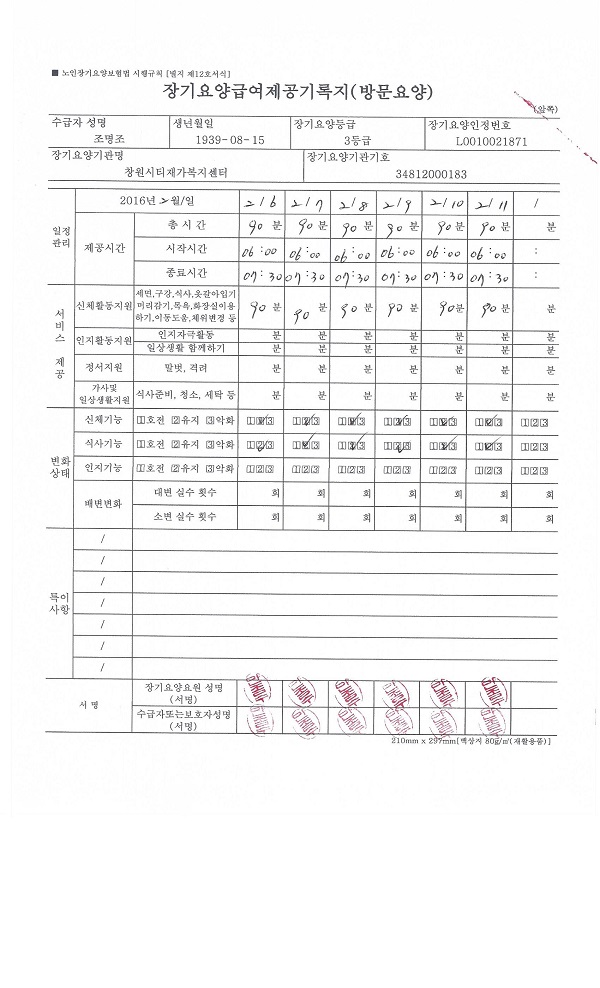 ■ 노인장기요양보험법 시행규칙 [별지 제12호서식]
장기요양급여제공기록지(방문요양)
(앞쪽)
수급자 성명 생년월일 장기요양등급 장기요양인정번호
조명조 1939-08-15 3등급 L0010021871
장기요양기관명 장기요양기관기호
창원시티재가복지센터 34812000183
일정관리 2016년 2월/일 2/6 2/7 2/8 2/9 2/10 2/11 /
제공시간 총 시 간 90 분 90 분 90 분 90 분 90 분 90 분 분
시작시간 06:00 06:00 06:00 06:00 06:00 06:00 :
종료시간 07:30 07:30 07:30 07:30 07:30 07:30 :
서비스 제공
신체활동지원 세면,구강,식사,옷갈아입기
머리감기,목욕,화장실이용
하기,이동도움,체위변경 등 90 분 90 분 90 분 90 분 90 분 90 분 분
인지활동지원 인지자극활동 분 분 분 분 분 분 분
일상생활 함께하기 분 분 분 분 분 분 분
정서지원 말벗, 격려 분 분 분 분 분 분 분
가사및
일상생활지원 식사준비, 청소, 세탁 등 분 분 분 분 분 분 분
변화상태
신체기능 1호전 2유지 3악화 123 123 123 123 123 123 123
식사기능 1호전 2유지 3악화 123 123 123 123 123 123 123
인지기능 1호전 2유지 3악화 123 123 123 123 123 123 123
배변변화 대변 실수 횟수 회 회 회 회 회 회
소변 실수 횟수 회 회 회 회 회 회
특이사항
/
/
/
/
/
/
/
서 명 장기요양요원 성명
(서명)
수급자또는보호자성명
(서명)
210mm x 297mm[백상지 80g/㎡(재활용품)]